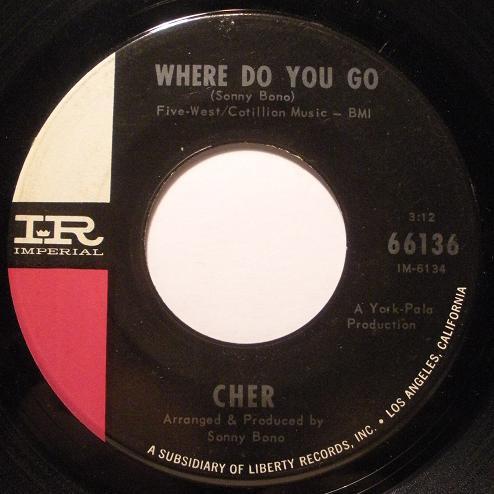 WHERE DO YOU GO
(Sonny Bono)
Five-West/Cotillion Music – BMI
IR
IMPERIAL
3:12
66136
IM-6134
A York-Pala
Production
CHER
Arranged & Produced by
Sonny Bono
A SUBSIDIARY OF LIBERTY RECORDS, INC. • LOS ANGELES, CALIFORNIA